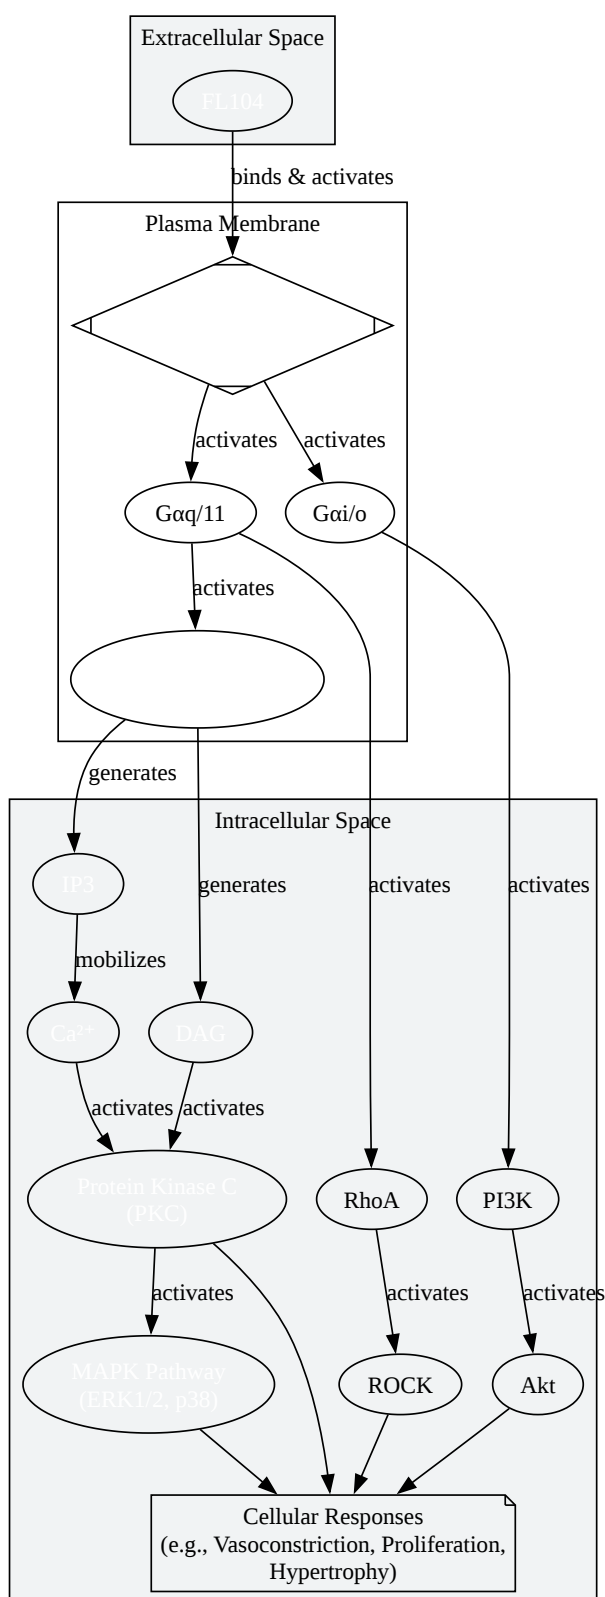 Extracellular Space
FL104
binds & activates
Plasma Membrane
activates
activates
Gαq/11
Gαi/o
activates
generates
Intracellular Space
IP3
generates
activates
activates
mobilizes
Ca²⁺
DAG
activates
activates
Protein Kinase C
(PKC)
RhoA
PI3K
activates
activates
activates
MAPK Pathway
(ERK1/2, p38)
ROCK
Akt
Cellular Responses
(e.g., Vasoconstriction, Proliferation,
Hypertrophy)